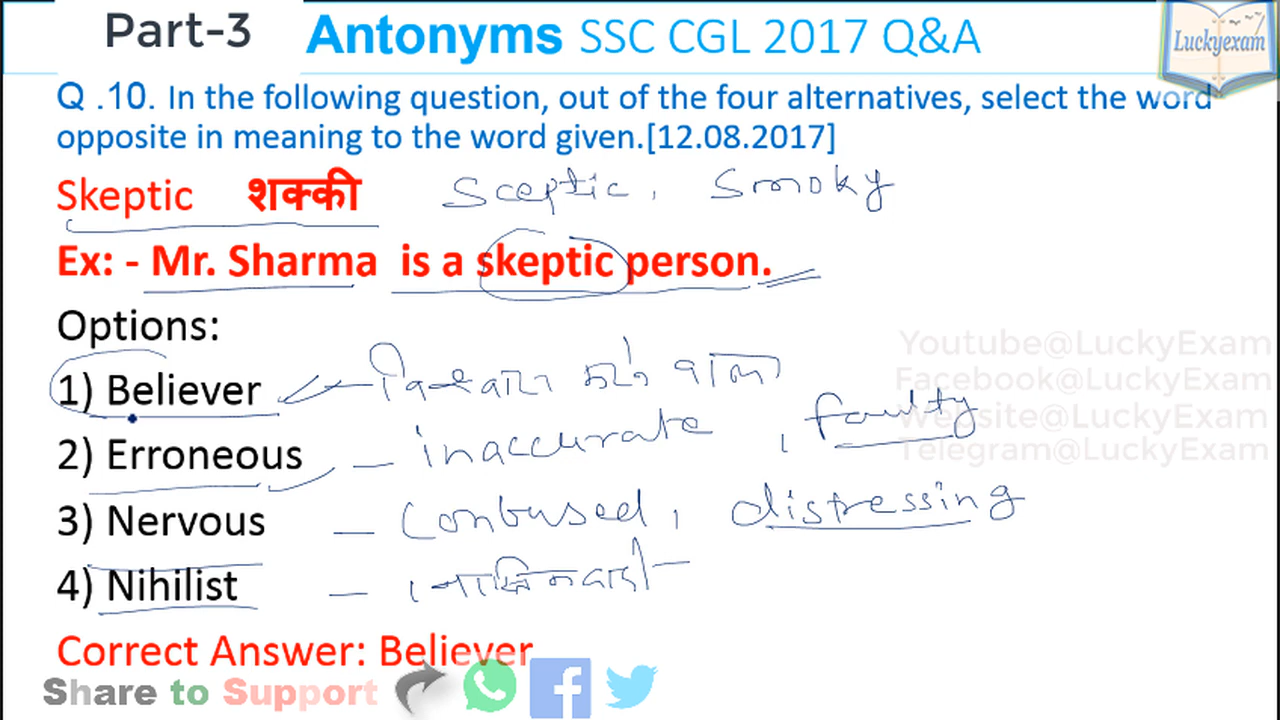 Part-3 Antonyms SSC CGL 2017 Q&A
Luckyexam
Q .10. In the following question, out of the four alternatives, select the word
opposite in meaning to the word given.[12.08.2017]
Skeptic शक्की Sceptic, Smoky
Ex: - Mr. Sharma is a skeptic person.
Options:
Youtube@LuckyExam
1) Believer
Facebook@LuckyExam
Website@LuckyExam
2) Erroneous – inaccurate, faulty
Telegram@LuckyExam
3) Nervous – Conbused, distressing
4) Nihilist –
Correct Answer: Believer
Share to Support